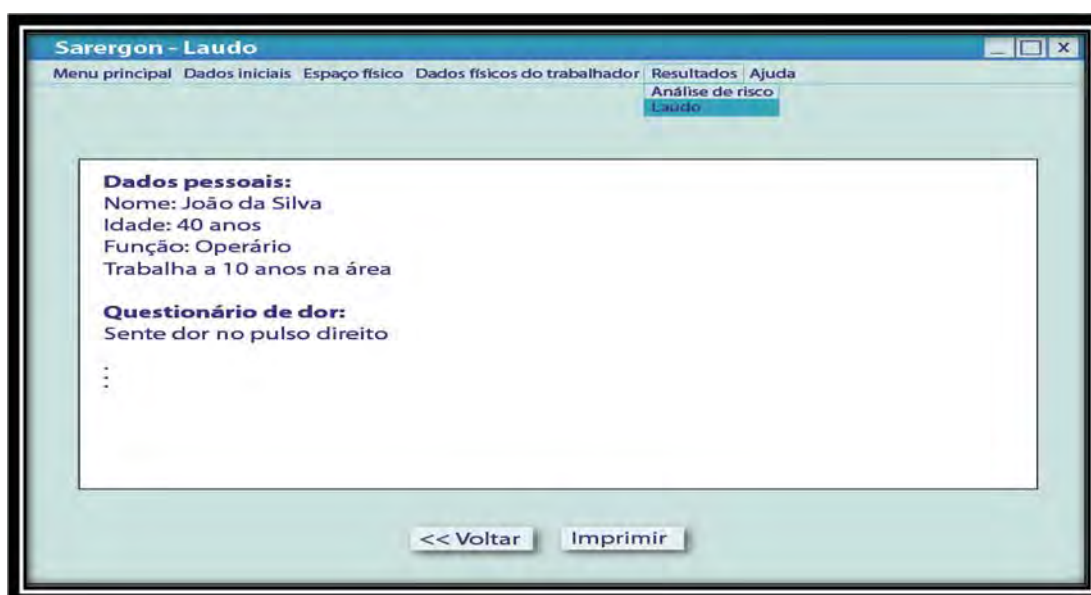 Sarergon - Laudo
Menu principal Dados iniciais Espaço físico Dados físicos do trabalhador Resultados Ajuda
Análise de risco
Laudo
Dados pessoais:
Nome: João da Silva
Idade: 40 anos
Função: Operário
Trabalha a 10 anos na área
Questionário de dor:
Sente dor no pulso direito
<< Voltar
Imprimir